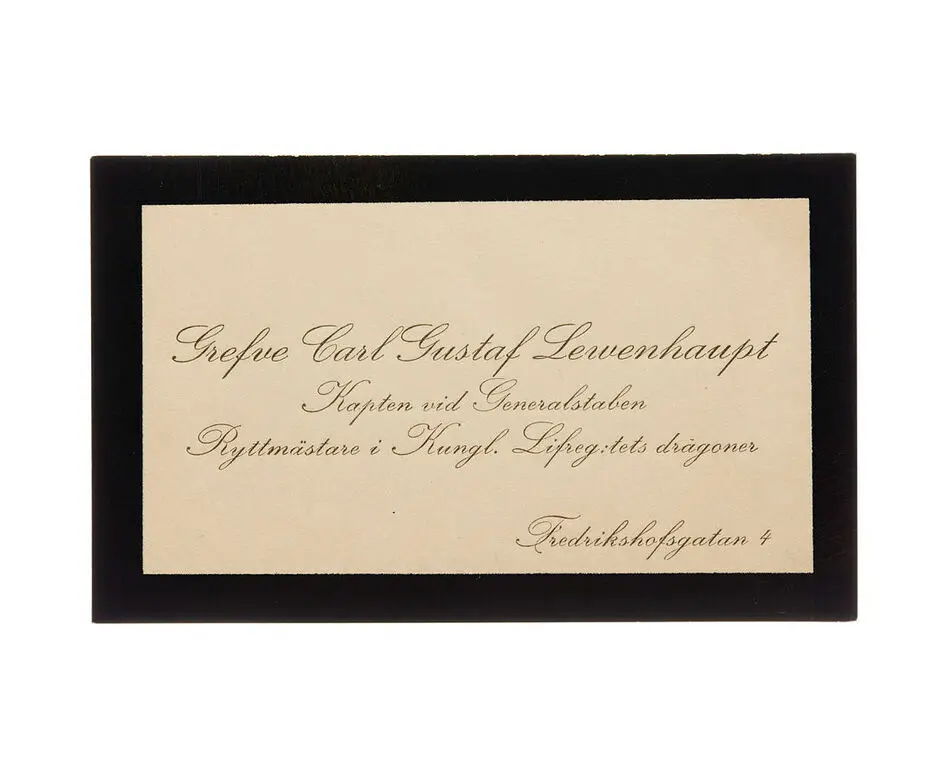 Grefve Carl Gustaf Lewenhaupt
Kapten vid Generalstaben
Ryttmästare i Kungl. Lifreg:tets dragoner
Fredrikshofsgatan 4